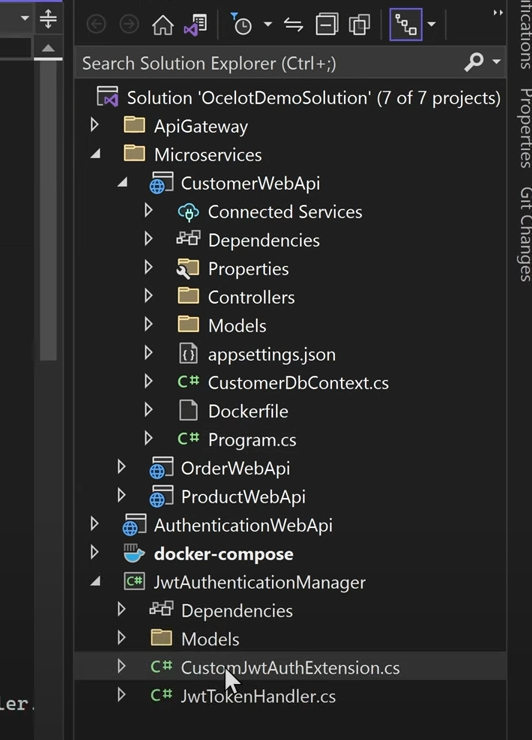 Search Solution Explorer (Ctrl+;)
Solution 'OcelotDemoSolution' (7 of 7 projects)
ApiGateway
Microservices
CustomerWebApi
Connected Services
Dependencies
Properties
Controllers
Models
appsettings.json
C# CustomerDbContext.cs
Dockerfile
C# Program.cs
OrderWebApi
ProductWebApi
AuthenticationWebApi
docker-compose
C# JwtAuthenticationManager
Dependencies
Models
C# CustomJwtAuthExtension.cs
C# JwtTokenHandler.cs
ler.
Properties
Git Changes